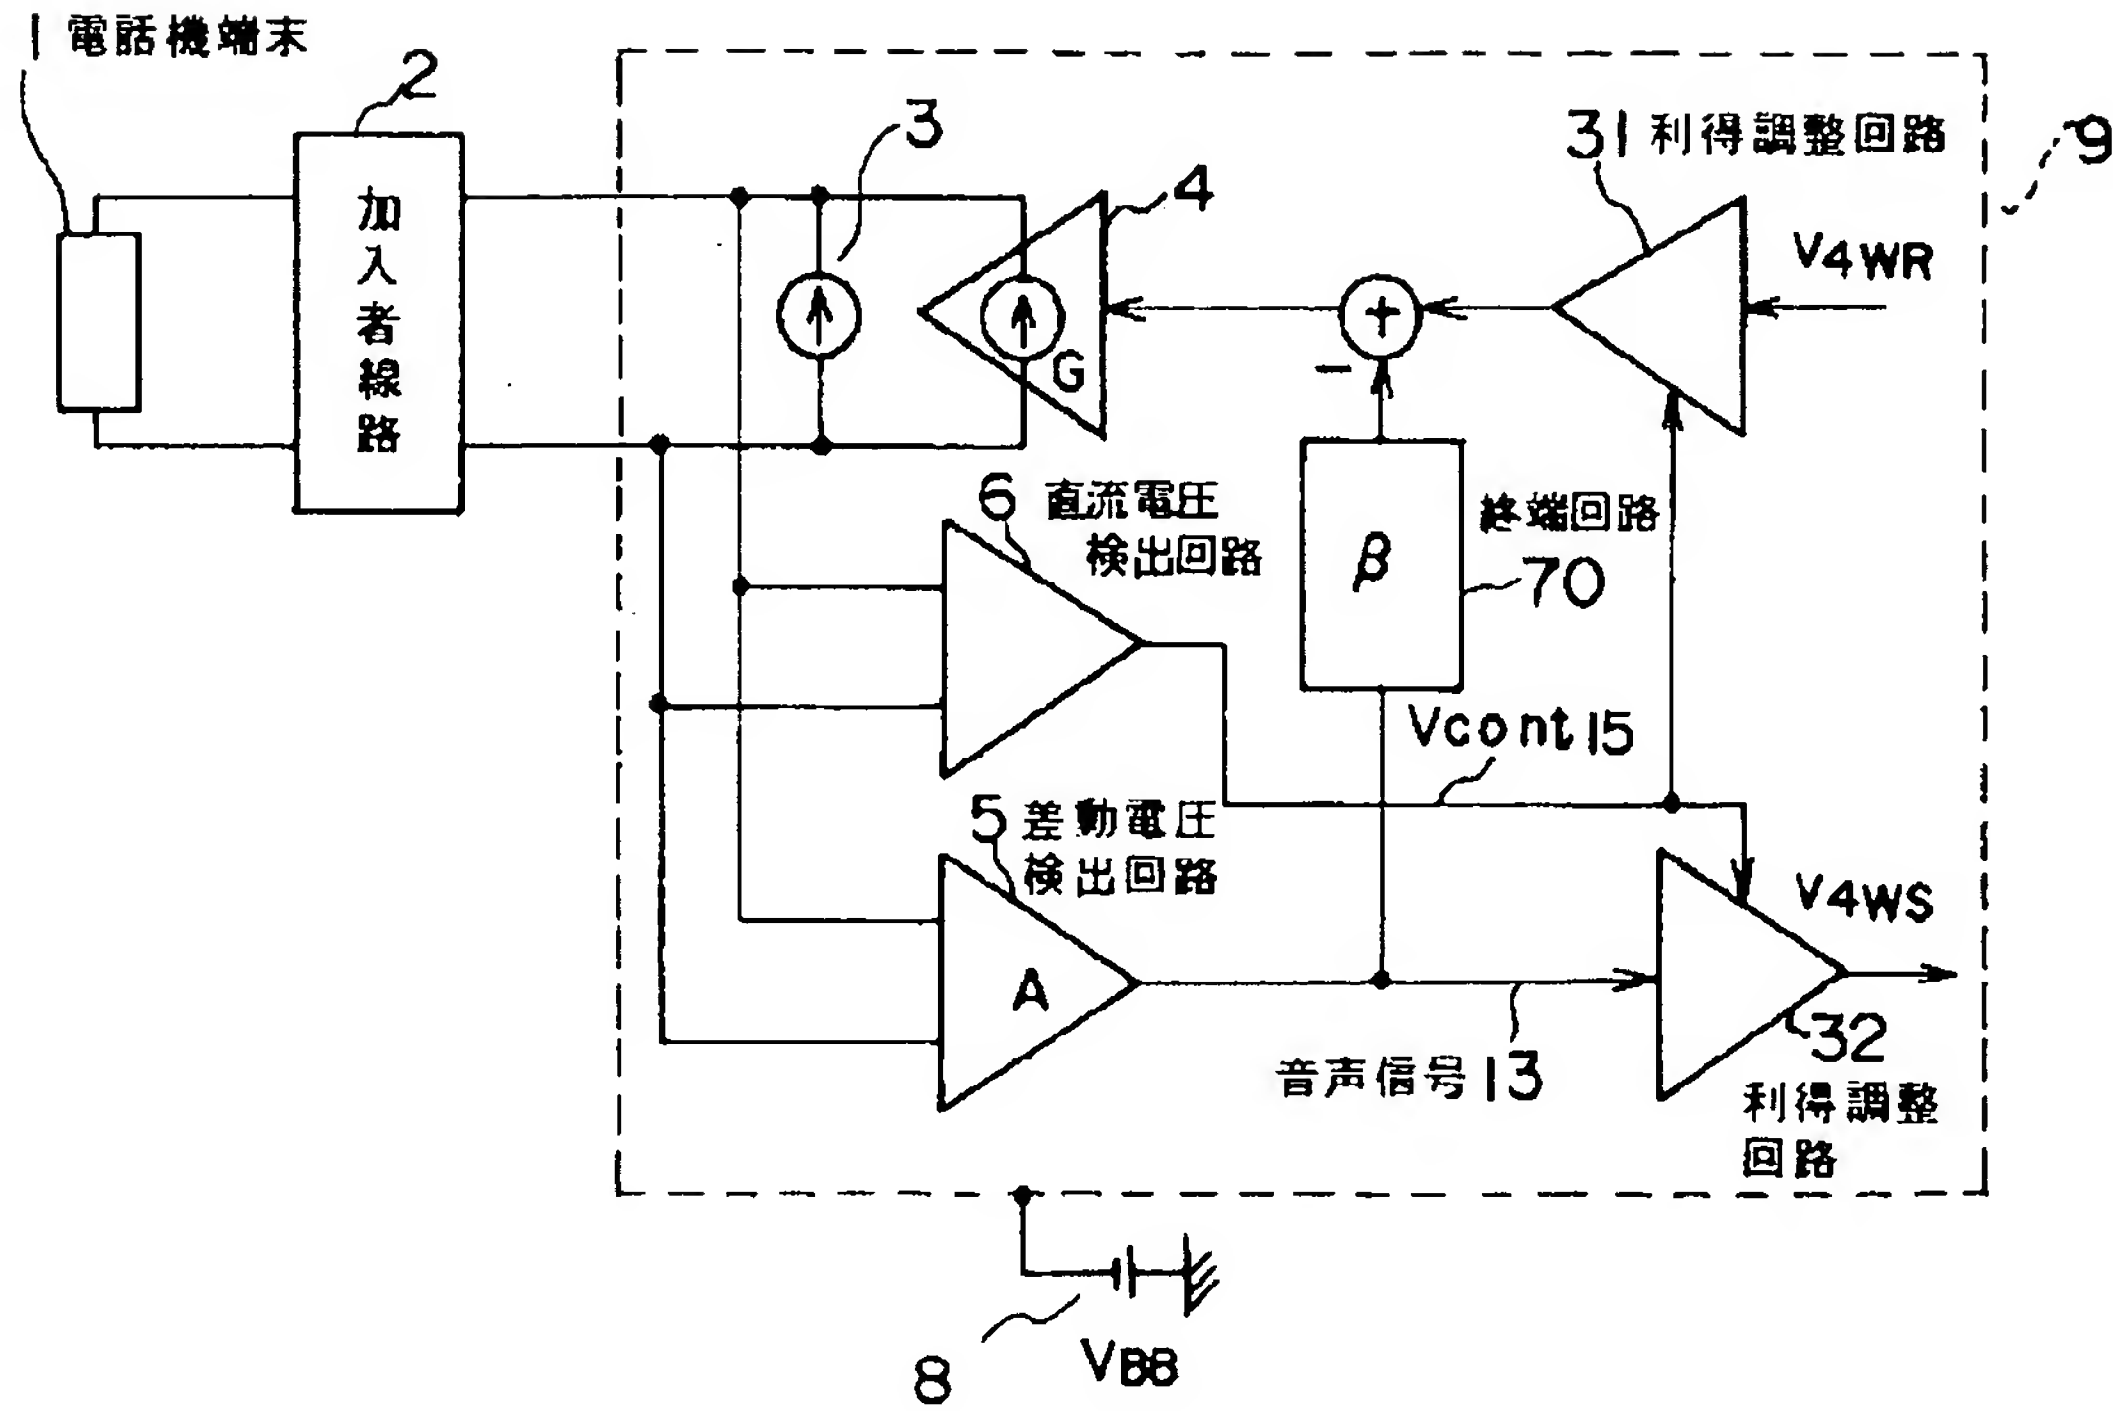 1 電話機端末
2
加入者線路
3
4
G
+
-
31 利得調整回路
V4WR
9
6 直流電圧
検出回路
β
終端回路
70
Vcont 15
5 差動電圧
検出回路
A
音声信号 13
V4WS
32
利得調整
回路
8
VBB